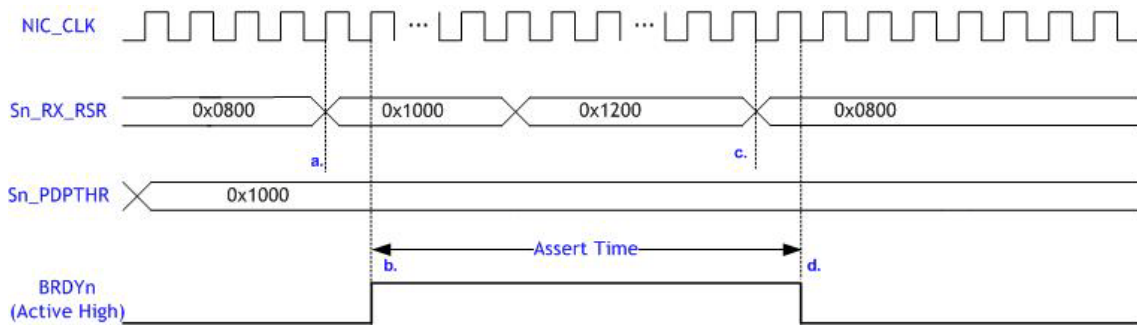 NIC_CLK
... ...
Sn_RX_RSR 0x0800 0x1000 0x1200 0x0800
a. c.
Sn_PDPTHR 0x1000
Assert Time
b. d.
BRDYn
(Active High)